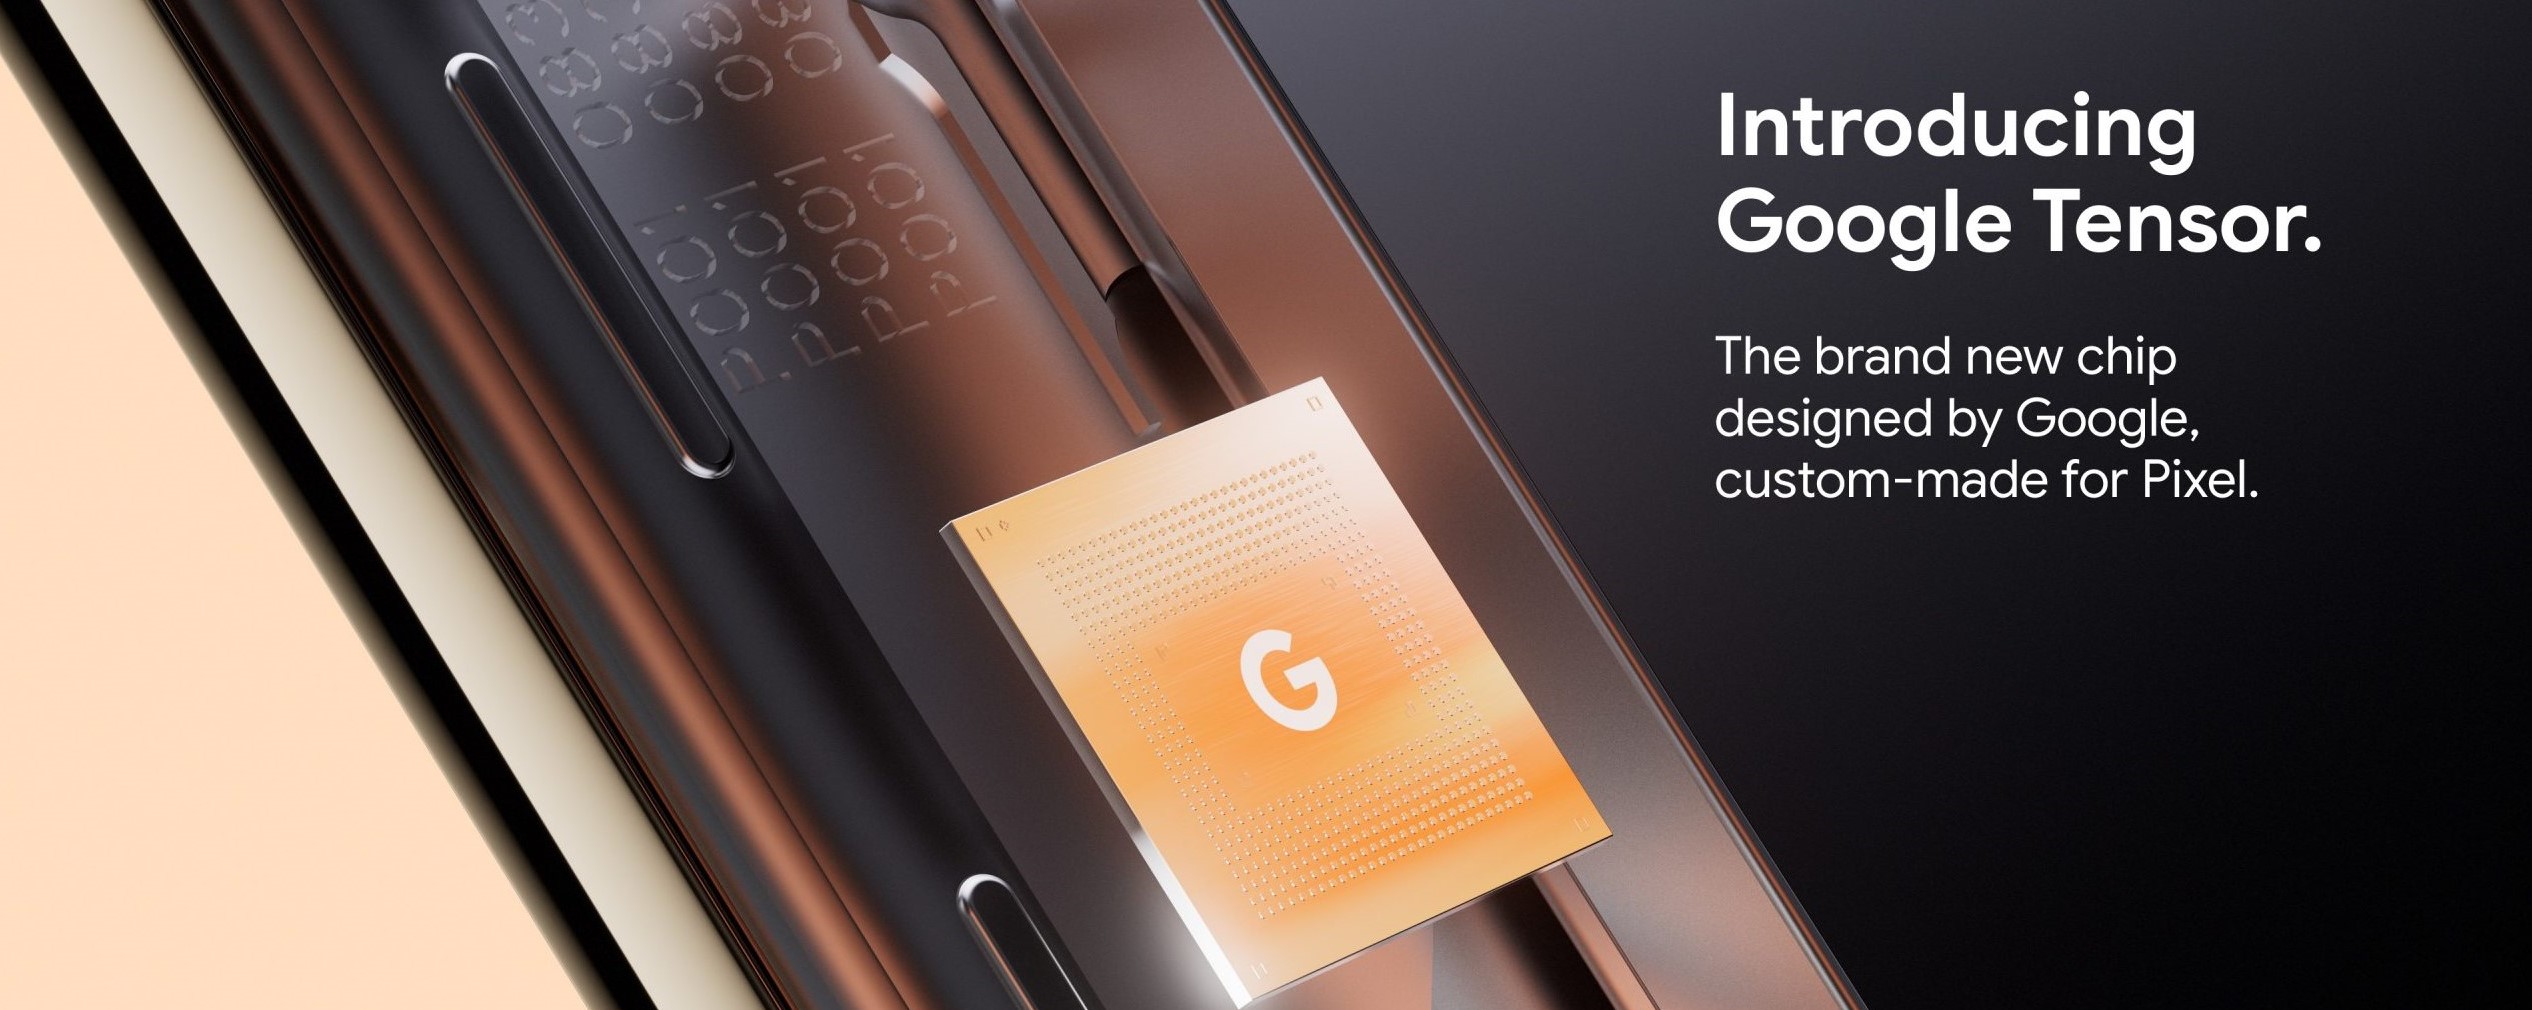 Introducing
Google Tensor.
The brand new chip
designed by Google,
custom-made for Pixel.
G